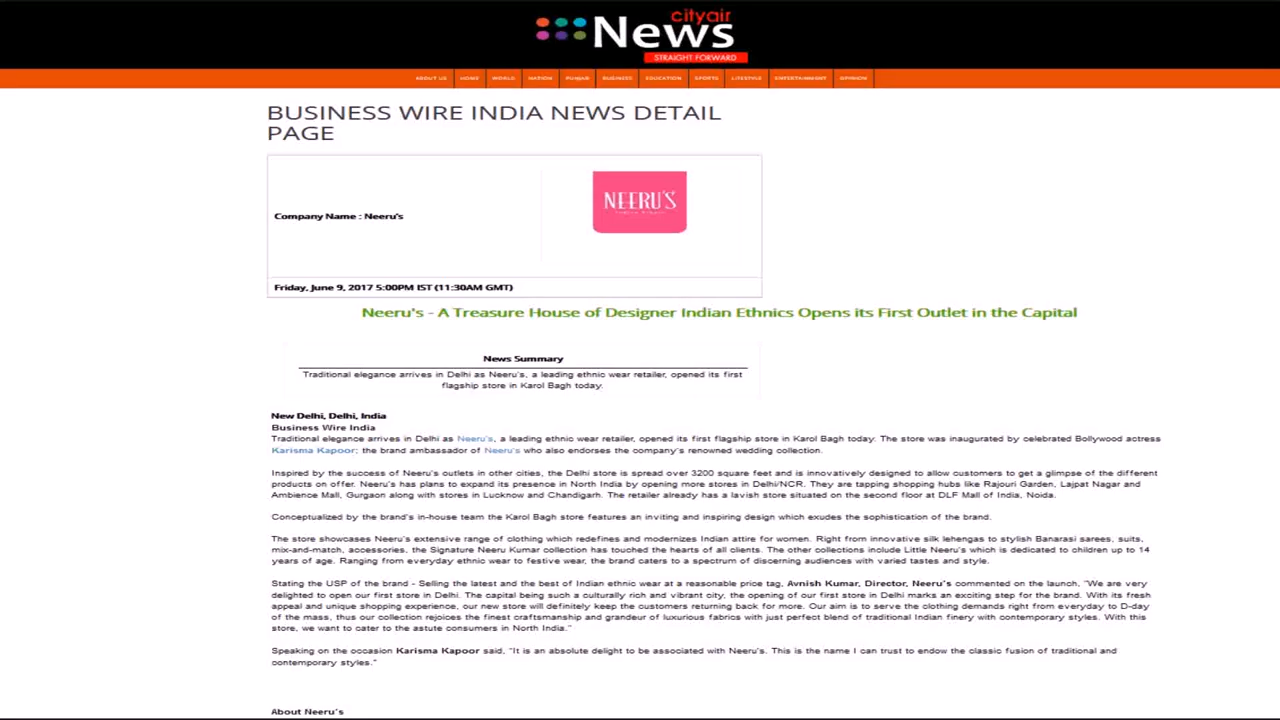 cityair
News
STRAIGHT FORWARD
ABOUT US HOME WORLD NATION PUNJAB BUSINESS EDUCATION SPORTS LIFESTYLE ENTERTAINMENT OPINION
BUSINESS WIRE INDIA NEWS DETAIL
PAGE
NEERU'S
Company Name : Neeru's
Friday, June 9, 2017 5:00PM IST (11:30AM GMT)
Neeru's - A Treasure House of Designer Indian Ethnics Opens its First Outlet in the Capital
News Summary
Traditional elegance arrives in Delhi as Neeru's, a leading ethnic wear retailer, opened its first
flagship store in Karol Bagh today.
New Delhi, Delhi, India
Business Wire India
Traditional elegance arrives in Delhi as Neeru's, a leading ethnic wear retailer, opened its first flagship store in Karol Bagh today. The store was inaugurated by celebrated Bollywood actress
Karisma Kapoor: the brand ambassador of Neeru's who also endorses the company's renowned wedding collection.
Inspired by the success of Neeru's outlets in other cities, the Delhi store is spread over 3200 square feet and is innovatively designed to allow customers to get a glimpse of the different
products on offer. Neeru's has plans to expand its presence in North India by opening more stores in Delhi/NCR. They are tapping shopping hubs like Rajouri Garden, Lajpat Nagar and
Ambience Mall, Gurgaon along with stores in Lucknow and Chandigarh. The retailer already has a lavish store situated on the second floor at DLF Mall of India, Noida.
Conceptualized by the brand's in-house team the Karol Bagh store features an inviting and inspiring design which exudes the sophistication of the brand.
The store showcases Neeru's extensive range of clothing which redefines and modernizes Indian attire for women. Right from innovative silk lehengas to stylish Banarasi sarees, suits,
mix-and-match, accessories, the Signature Neeru Kumar collection has touched the hearts of all clients. The other collections include Little Neeru's which is dedicated to children up to 14
years of age. Ranging from everyday ethnic wear to festive wear, the brand caters to a spectrum of discerning audiences with varied tastes and style.
Stating the USP of the brand - Selling the latest and the best of Indian ethnic wear at a reasonable price tag, Avnish Kumar, Director, Neeru's commented on the launch, "We are very
delighted to open our first store in Delhi. The capital being such a culturally rich and vibrant city, the opening of our first store in Delhi marks an exciting step for the brand. With its fresh
appeal and unique shopping experience, our new store will definitely keep the customers returning back for more. Our aim is to serve the clothing demands right from everyday to D-day
of the mass, thus our collection rejoices the finest craftsmanship and grandeur of luxurious fabrics with just perfect blend of traditional Indian finery with contemporary styles. With this
store, we want to cater to the astute consumers in North India."
Speaking on the occasion Karisma Kapoor said, "It is an absolute delight to be associated with Neeru's. This is the name I can trust to endow the classic fusion of traditional and
contemporary styles."
About Neeru's